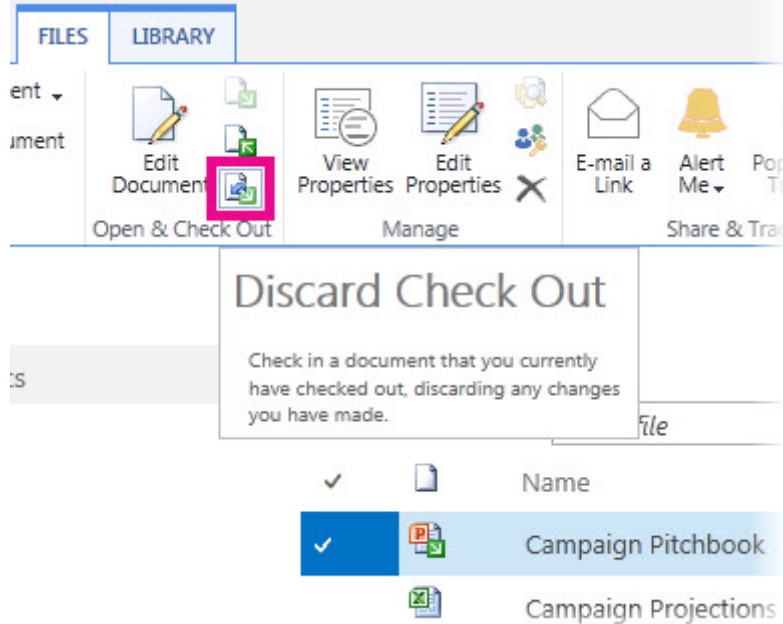 FILES LIBRARY
ent
ument
Edit
Document
View
Properties
Edit
Properties
E-mail a
Link
Alert
Me
Open & Check Out
Manage
Share &
Discard Check Out
Check in a document that you currently
have checked out, discarding any changes
you have made.
file
Name
Campaign Pitchbook
Campaign Projections